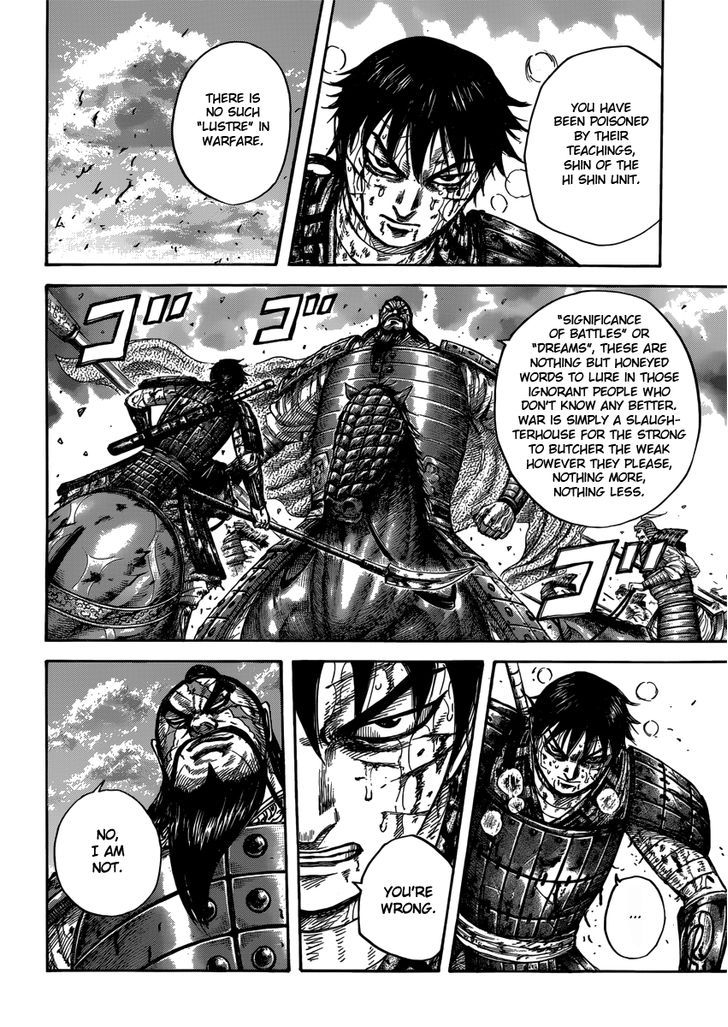 YOU HAVE
BEEN POISONED
BY THEIR
TEACHINGS,
SHIN OF THE
HI SHIN UNIT.
THERE IS
NO SUCH
"LUSTRE" IN
WARFARE.
"SIGNIFICANCE
OF BATTLES" OR
"DREAMS", THESE ARE
NOTHING BUT HONEYED
WORDS TO LURE IN THOSE
IGNORANT PEOPLE WHO
DON'T KNOW ANY BETTER.
WAR IS SIMPLY A SLAUGH-
TERHOUSE FOR THE STRONG
TO BUTCHER THE WEAK
HOWEVER THEY PLEASE,
NOTHING MORE,
NOTHING LESS.
ゴゴゴ
...
YOU'RE
WRONG.
NO,
I AM
NOT.